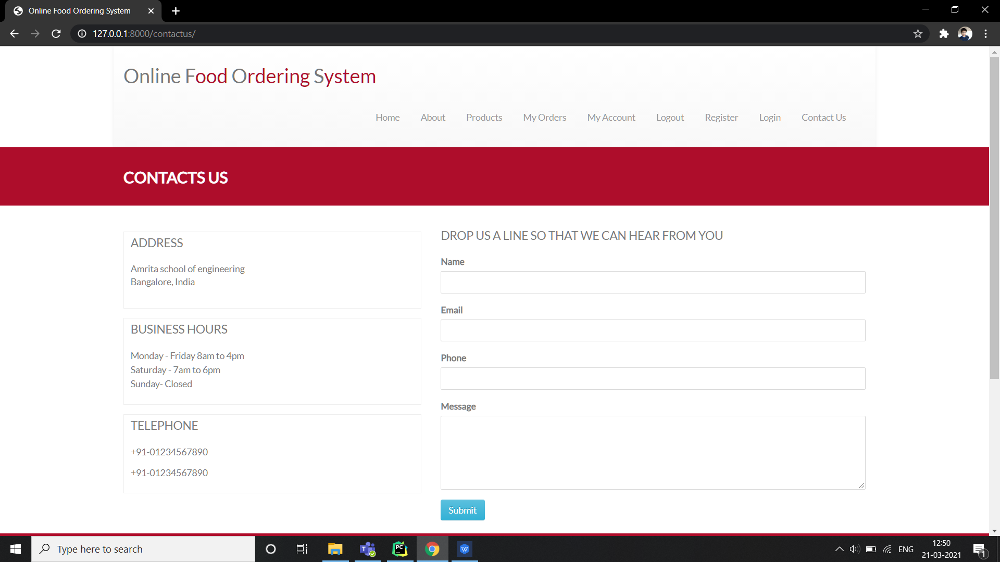 Online Food Ordering System
127.0.0.1:8000/contactus/
Online Food Ordering System
Home About Products My Orders My Account Logout Register Login Contact Us
CONTACTS US
ADDRESS
Amrita school of engineering
Bangalore, India
BUSINESS HOURS
Monday - Friday 8am to 4pm
Saturday - 7am to 6pm
Sunday- Closed
TELEPHONE
+91-01234567890
+91-01234567890
DROP US A LINE SO THAT WE CAN HEAR FROM YOU
Name
Email
Phone
Message
Submit
Type here to search
T
PC
W
ENG
12:50
21-03-2021
1